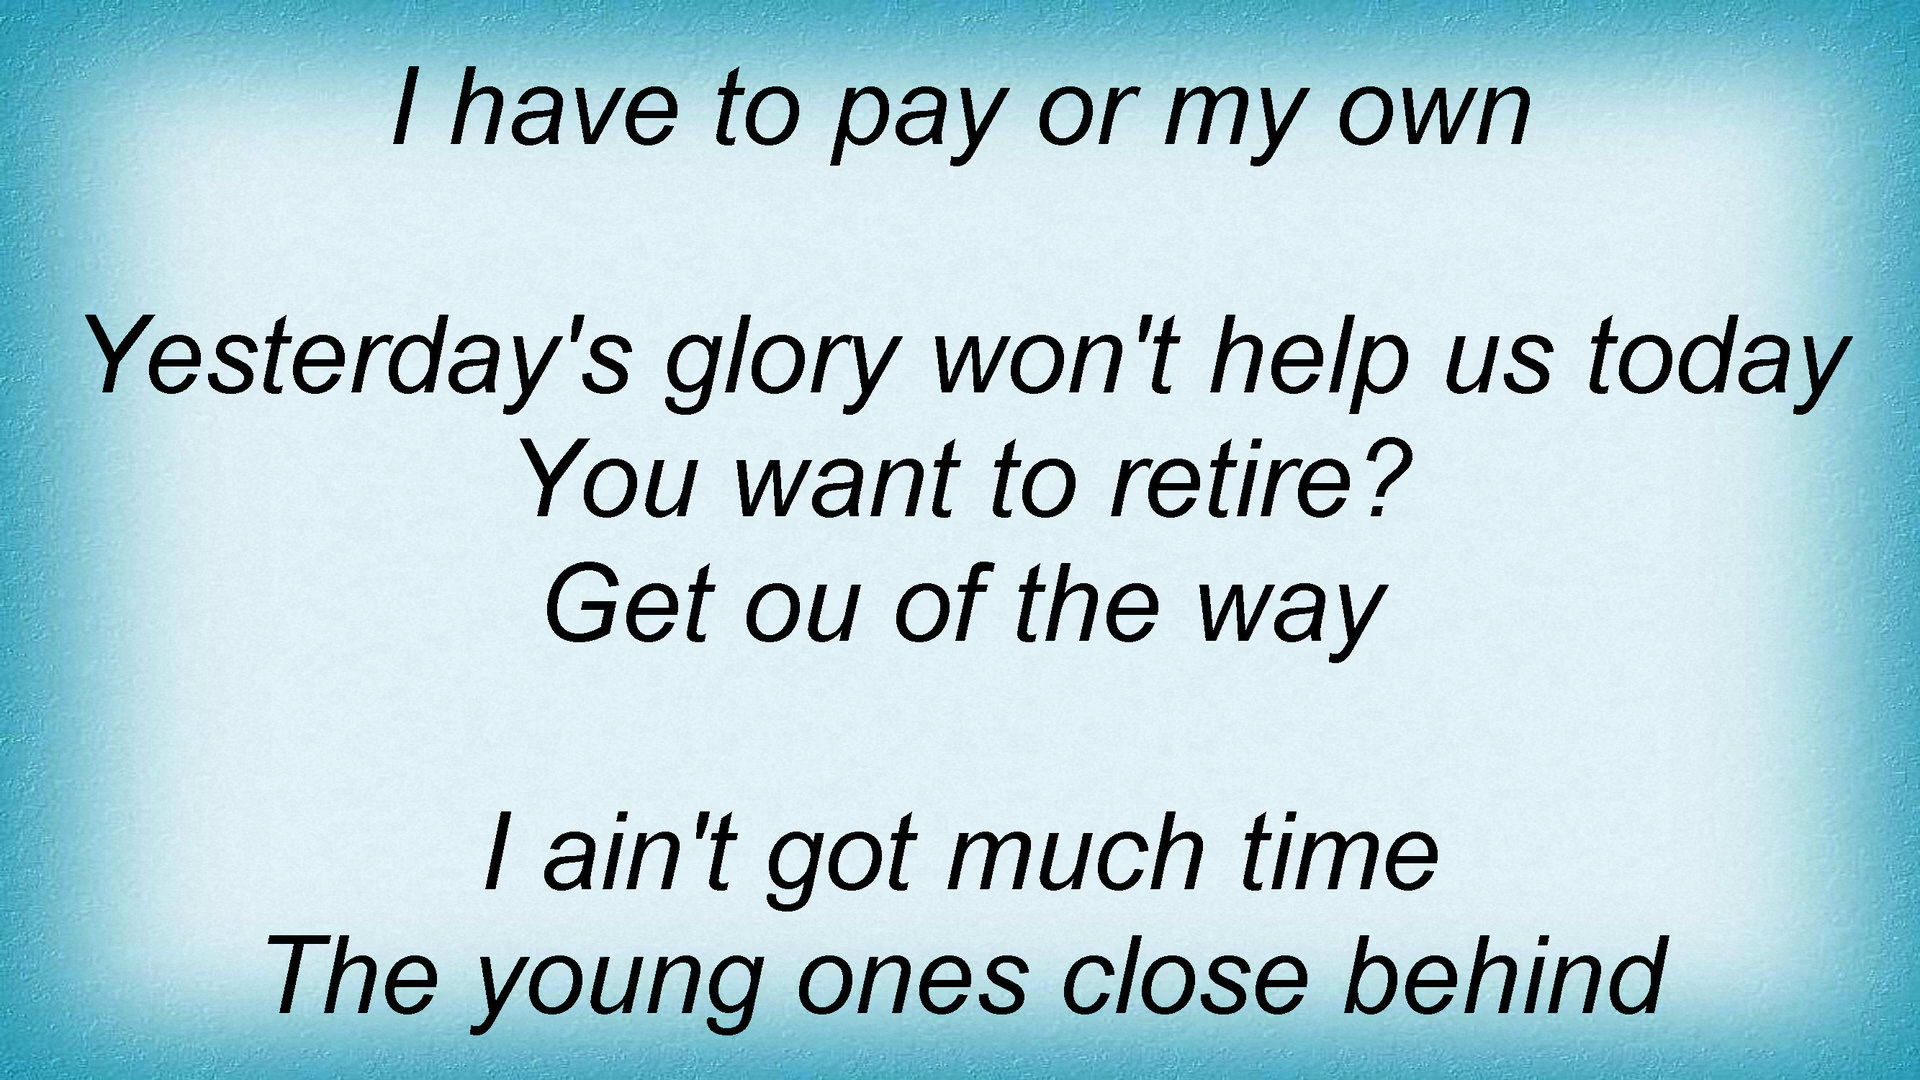 I have to pay or my own
Yesterday's glory won't help us today
You want to retire?
Get ou of the way
I ain't got much time
The young ones close behind